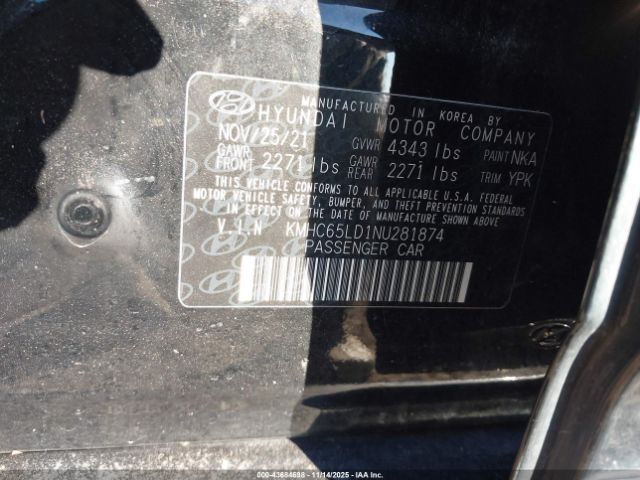 MANUFACTURED IN KOREA BY
HYUNDAI MOTOR COMPANY
NOV/25/21 GVWR 4343 lbs PAINT NKA
GAWR FRONT 2271 lbs GAWR REAR 2271 lbs TRIM YPK
THIS VEHICLE CONFORMS TO ALL APPLICABLE U.S.A. FEDERAL
MOTOR VEHICLE SAFETY, BUMPER, AND THEFT PREVENTION
STANDARDS IN EFFECT ON THE DATE OF MANUFACTURE SHOWN ABOVE.
V.I.N KMHC65LD1NU281874
PASSENGER CAR
000-43684698 - 11/14/2025 - IAA Inc.